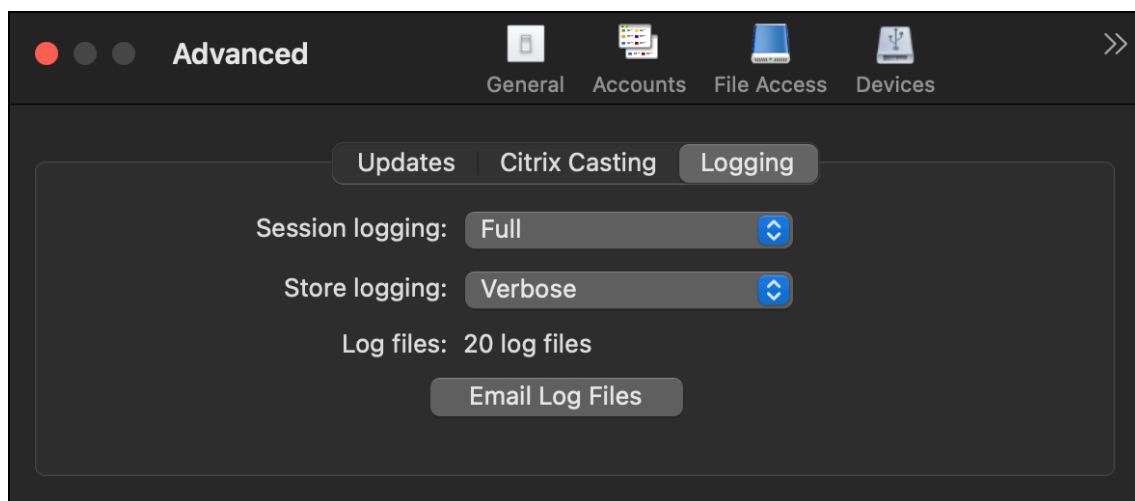 Advanced
General Accounts File Access Devices
Updates Citrix Casting Logging
Session logging: Full
Store logging: Verbose
Log files: 20 log files
Email Log Files